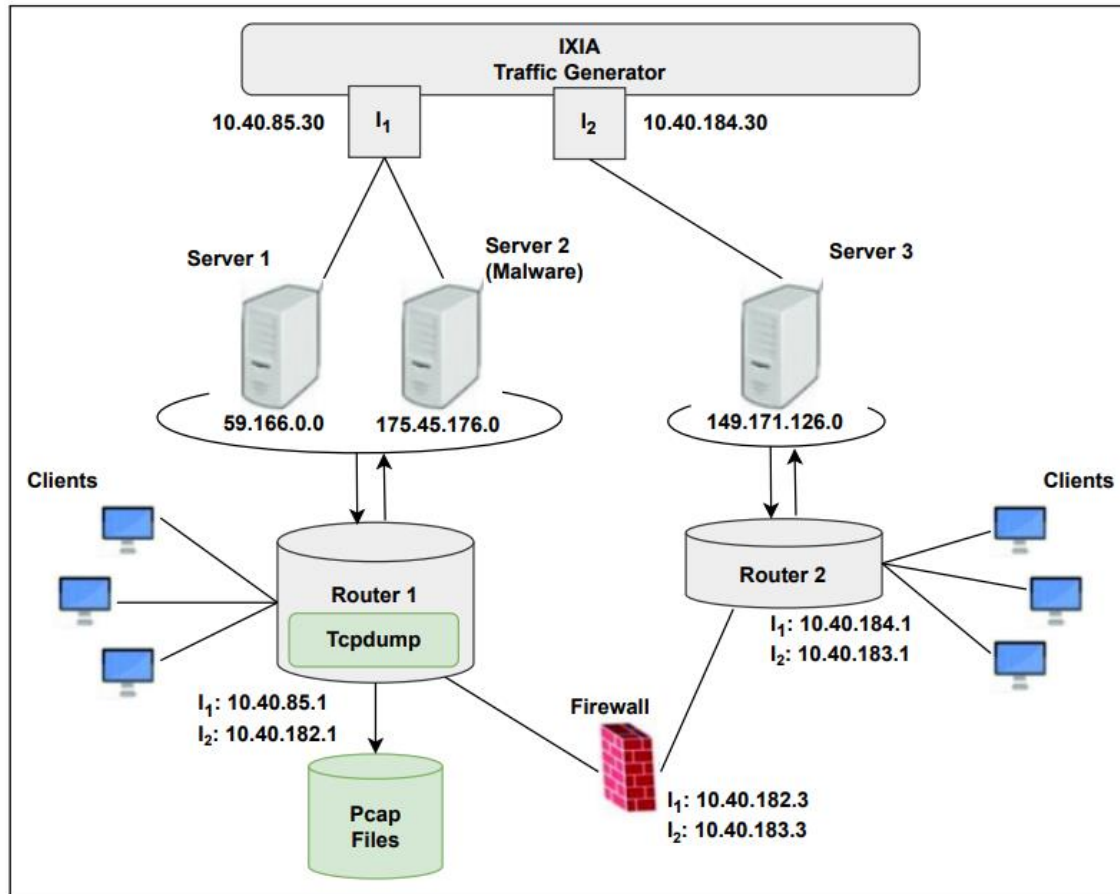 IXIA
Traffic Generator
10.40.85.30
I₁
I₂
10.40.184.30
Server 1
Server 2
(Malware)
Server 3
59.166.0.0
175.45.176.0
149.171.126.0
Clients
Clients
Router 1
Tcpdump
Router 2
I₁: 10.40.184.1
I₂: 10.40.183.1
I₁: 10.40.85.1
I₂: 10.40.182.1
Firewall
I₁: 10.40.182.3
I₂: 10.40.183.3
Pcap
Files